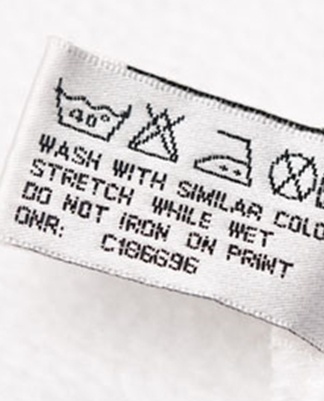 40°
WASH WITH SIMILAR COLO
STRETCH WHILE WET
DO NOT IRON ON PRINT
ONR: C186696